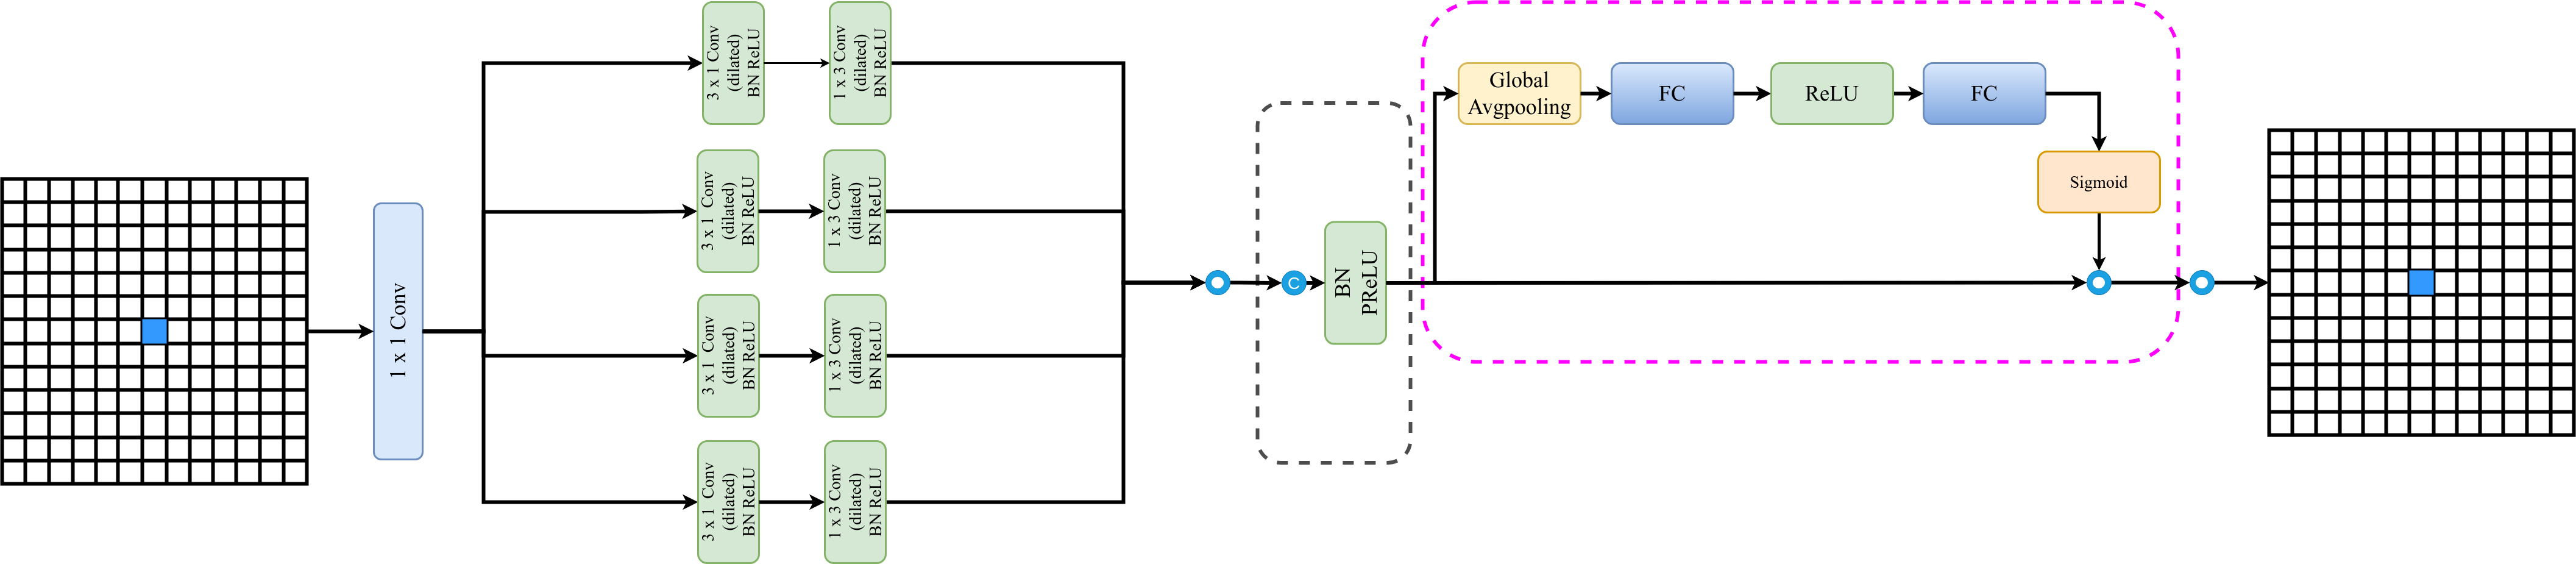 1 x 1 Conv
3 x 1 Conv
(dilated)
BN ReLU
1 x 3 Conv
(dilated)
BN ReLU
3 x 1  Conv
(dilated)
BN ReLU
1 x 3 Conv
(dilated)
BN ReLU
3 x 1  Conv
(dilated)
BN ReLU
1 x 3 Conv
(dilated)
BN ReLU
3 x 1  Conv
(dilated)
BN ReLU
1 x 3 Conv
(dilated)
BN ReLU
C
BN
PReLU
Global
Avgpooling
FC
ReLU
FC
Sigmoid